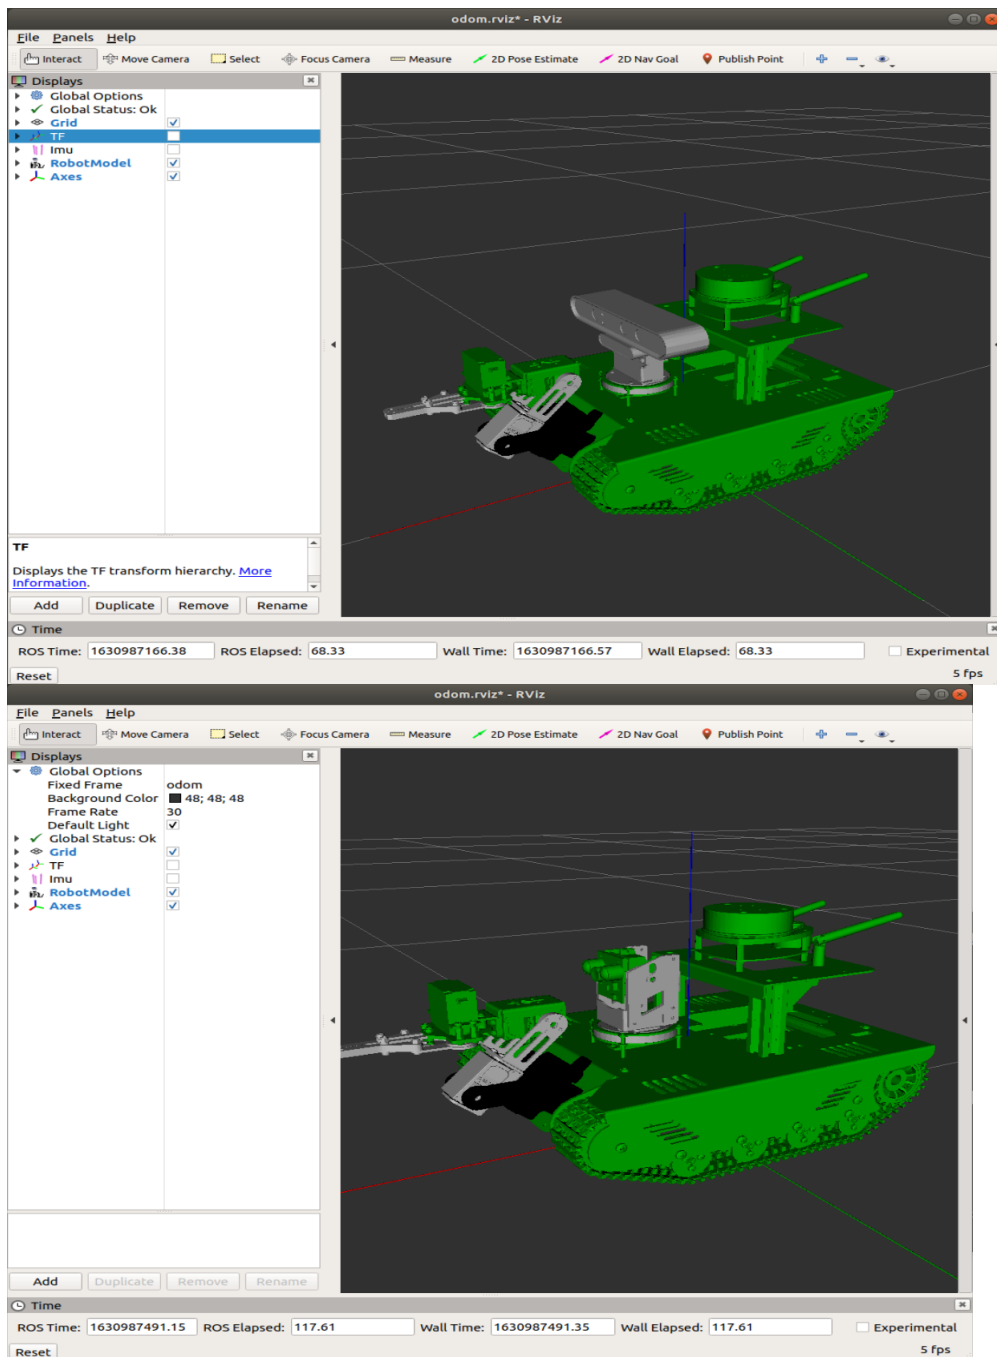 odom.rviz* - RViz
File Panels Help
Interact Move Camera Select Focus Camera Measure 2D Pose Estimate 2D Nav Goal Publish Point
Displays
Global Options
Global Status: Ok
Grid
TF
Imu
RobotModel
Axes
TF
Displays the TF transform hierarchy. More
Information.
Add Duplicate Remove Rename
Time
ROS Time: 1630987166.38 ROS Elapsed: 68.33 Wall Time: 1630987166.57 Wall Elapsed: 68.33 Experimental
Reset 5 fps
odom.rviz* - RViz
File Panels Help
Interact Move Camera Select Focus Camera Measure 2D Pose Estimate 2D Nav Goal Publish Point
Displays
Global Options
Fixed Frame odom
Background Color 48; 48; 48
Frame Rate 30
Default Light
Global Status: Ok
Grid
TF
Imu
RobotModel
Axes
Add Duplicate Remove Rename
Time
ROS Time: 1630987491.15 ROS Elapsed: 117.61 Wall Time: 1630987491.35 Wall Elapsed: 117.61 Experimental
Reset 5 fps